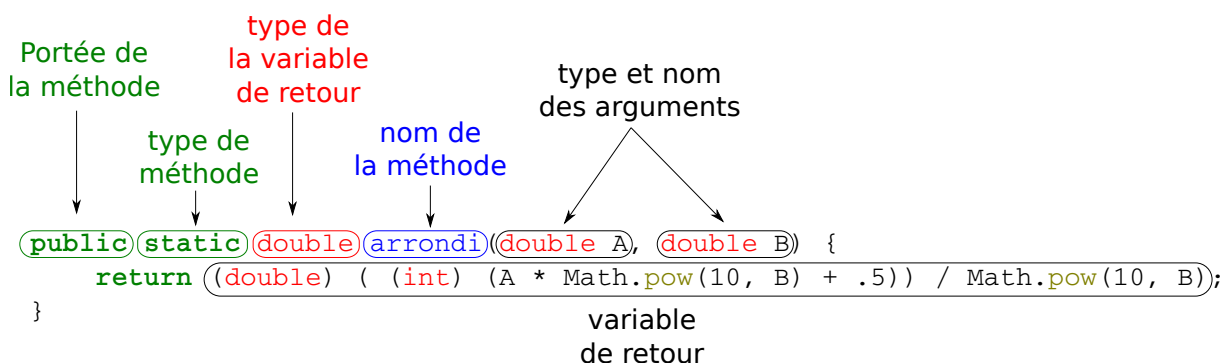 Portée de
la méthode
type de
méthode
type de
la variable
de retour
nom de
la méthode
type et nom
des arguments
public static double arrondi(double A, double B) {
return (double) ( (int) (A * Math.pow(10, B) + .5)) / Math.pow(10, B);
}
variable
de retour